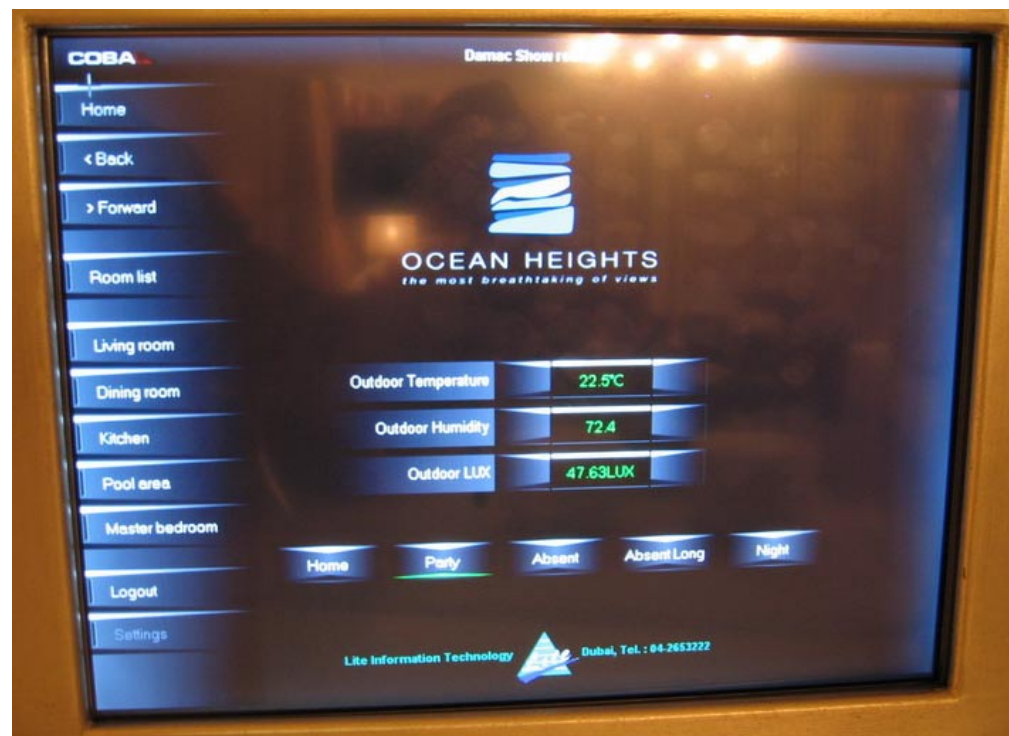 COBA
Damac Show
Home
< Back
> Forward
Room list
Living room
Dining room
Kitchen
Pool area
Master bedroom
Logout
Settings
OCEAN HEIGHTS
the most breathtaking of views
Outdoor Temperature 22.5°C
Outdoor Humidity 72.4
Outdoor LUX 47.63LUX
Home Party Absent Absent Long Night
Lite Information Technology Dubai, Tel. : 04-2653222